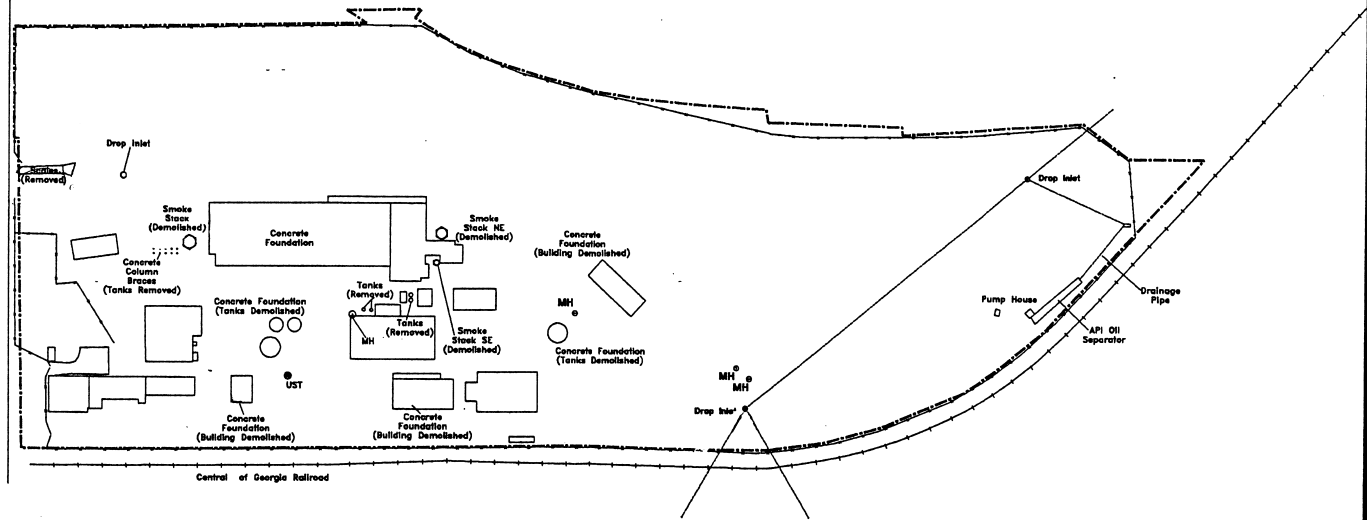 Drop Inlet
(Removed)
Smoke
Stack
(Demolished)
Concrete
Foundation
Smoke
Stack NE
(Demolished)
Concrete
Foundation
(Building Demolished)
Drop Inlet
Concrete
Column
Braces
(Tanks Removed)
Concrete Foundation
(Tanks Demolished)
Tanks
(Removed)
Tanks
(Removed)
MH
Smoke
Stack SE
(Demolished)
MH
Concrete Foundation
(Tanks Demolished)
Pump House
Drainage
Pipe
API Oil
Separator
UST
MH
MH
Drop Inlet
Concrete
Foundation
(Building Demolished)
Concrete
Foundation
(Building Demolished)
Central of Georgia Railroad